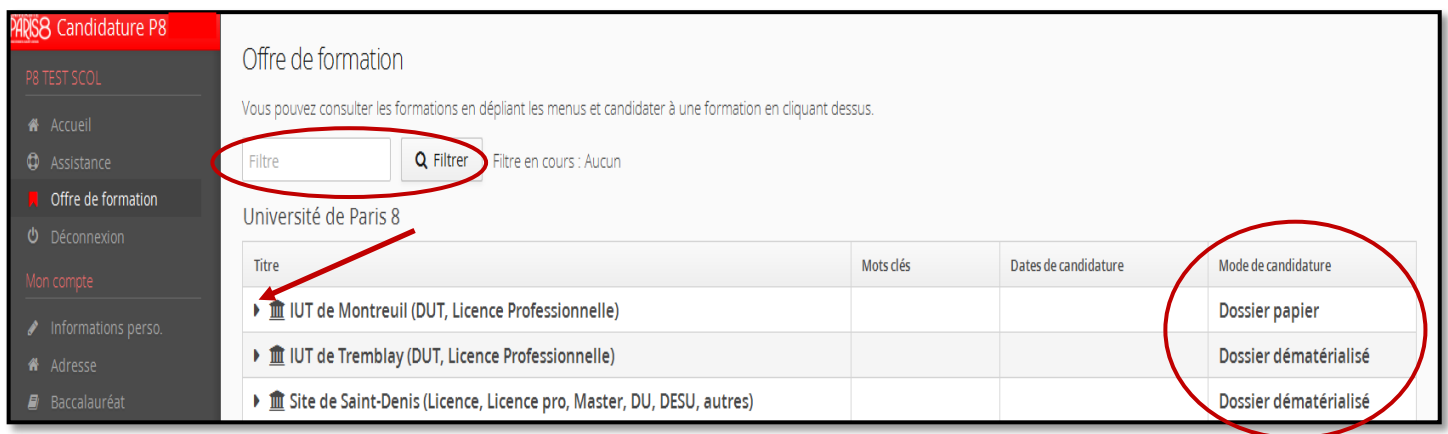 PARIS8 Candidature P8
P8 TEST SCOL
Accueil
Assistance
Offre de formation
Déconnexion
Mon compte
Informations perso.
Adresse
Baccalauréat
Offre de formation
Vous pouvez consulter les formations en dépliant les menus et candidater à une formation en cliquant dessus.
Filtre Filtrer Filtre en cours : Aucun
Université de Paris 8
Titre Mots clés Dates de candidature Mode de candidature
IUT de Montreuil (DUT, Licence Professionnelle) Dossier papier
IUT de Tremblay (DUT, Licence Professionnelle) Dossier dématérialisé
Site de Saint-Denis (Licence, Licence pro, Master, DU, DESU, autres) Dossier dématérialisé